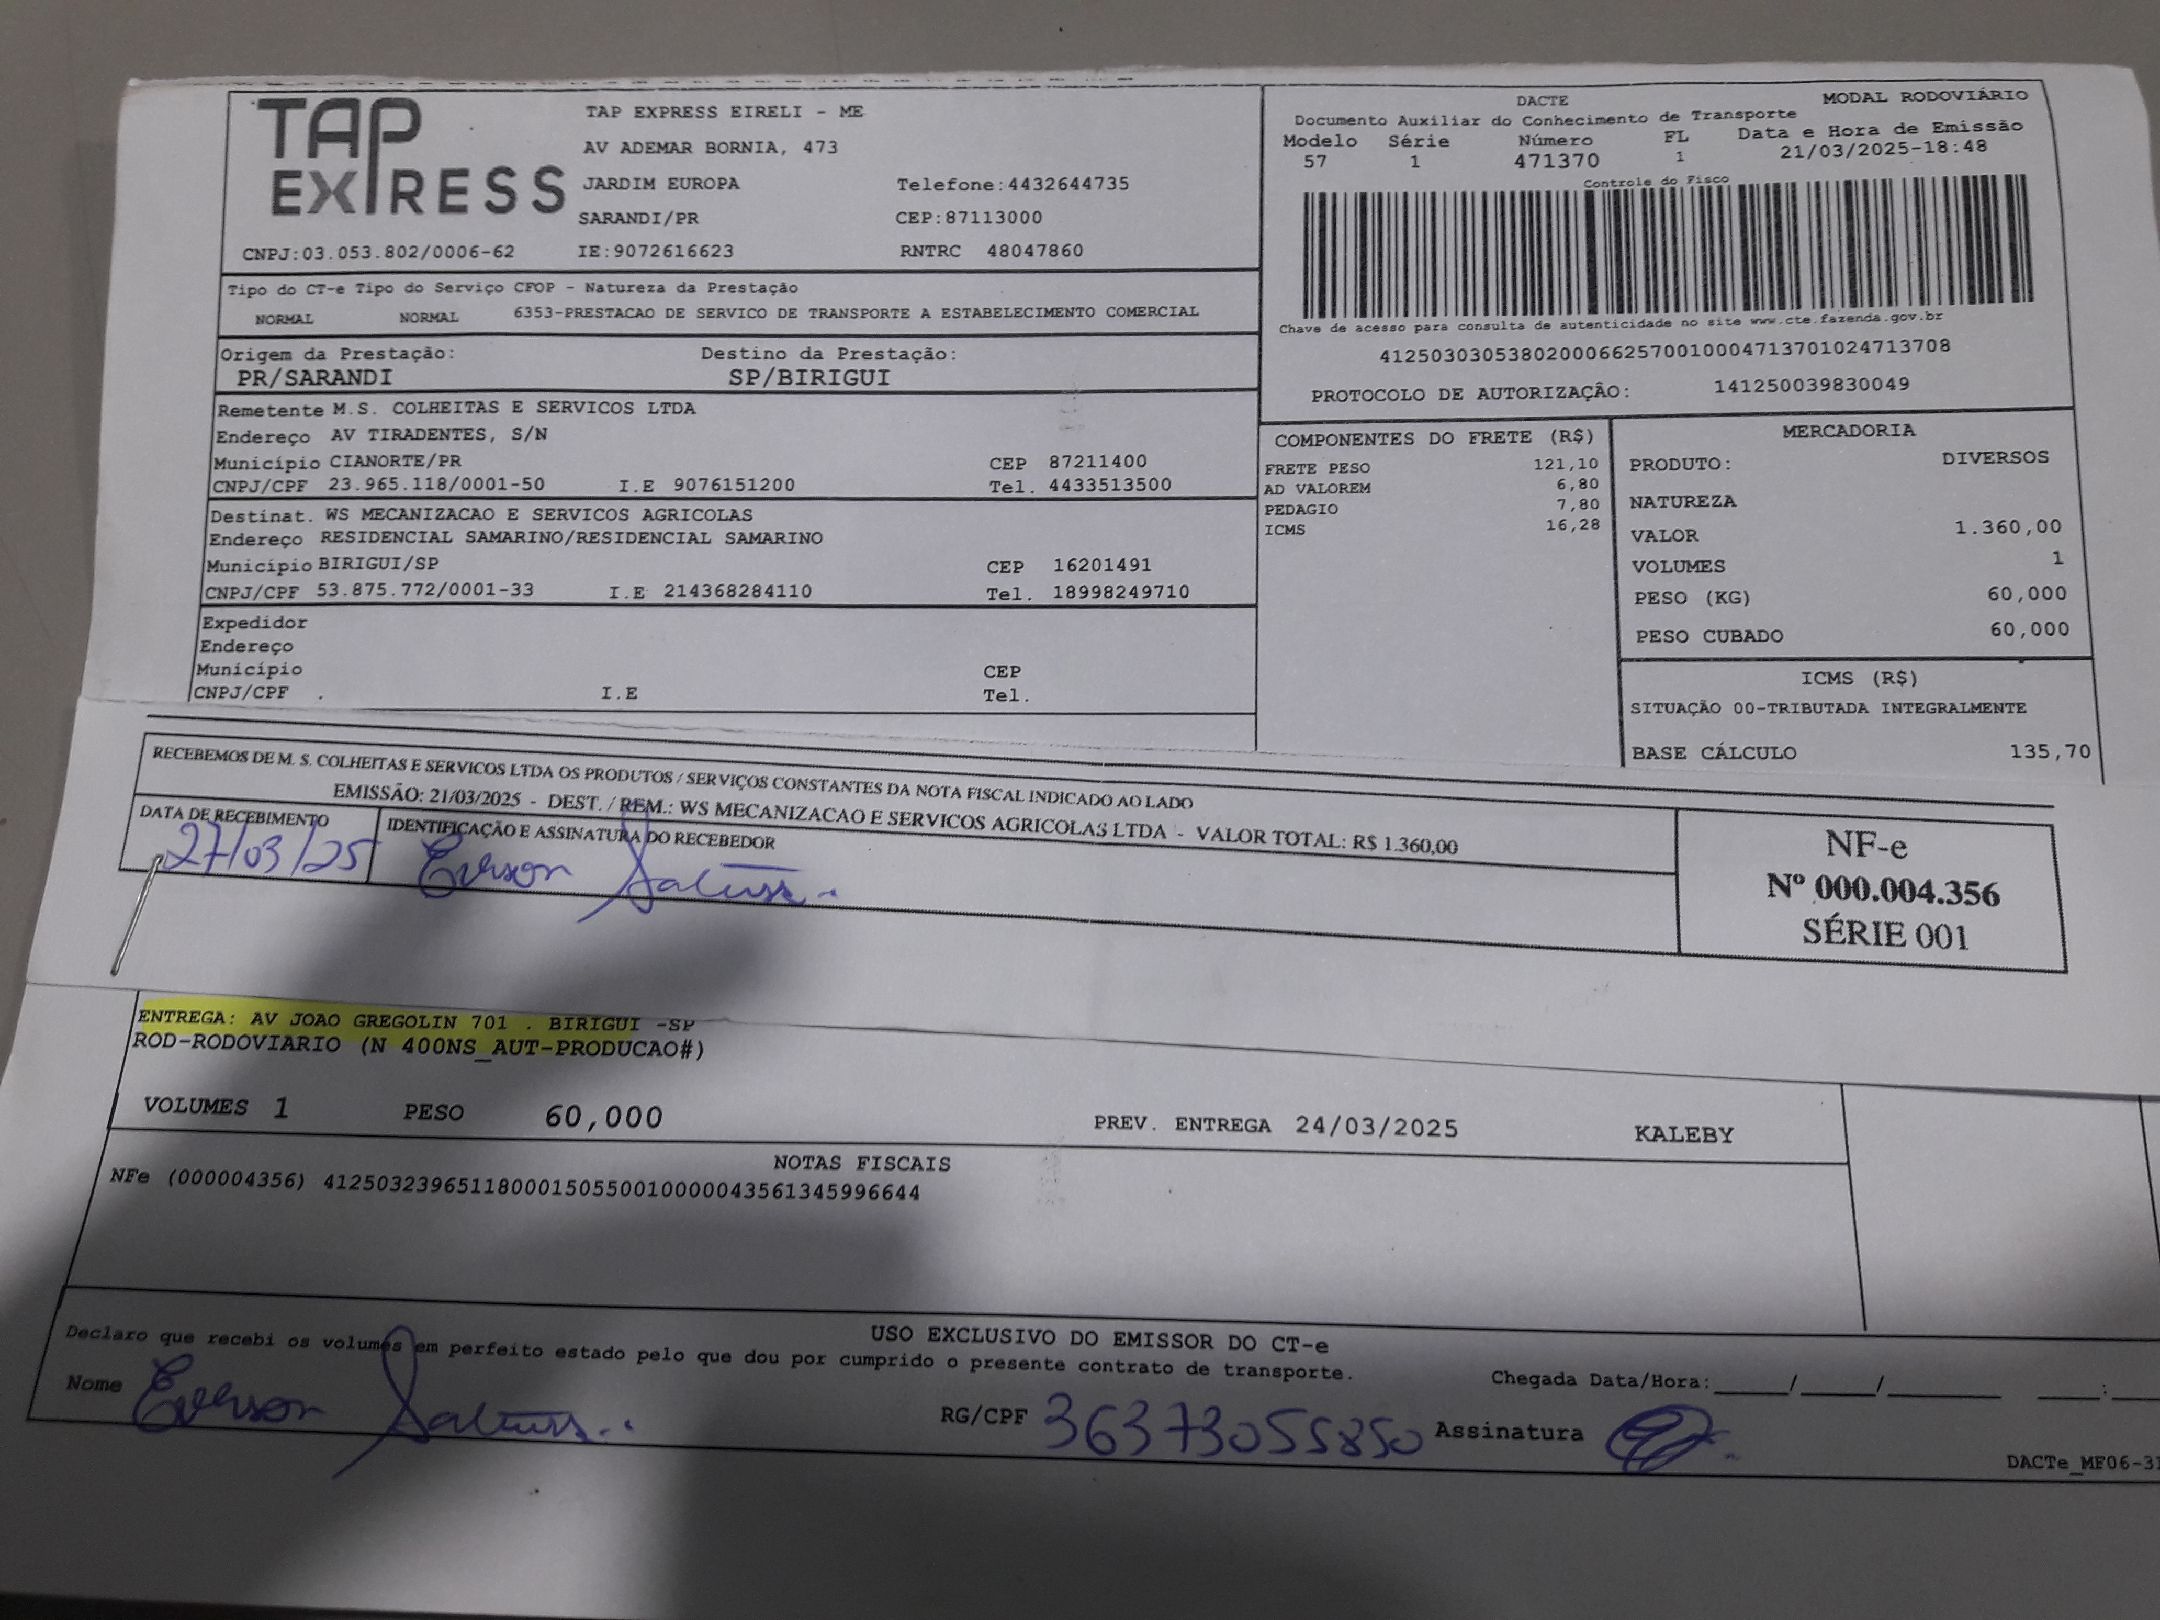 TAP EXPRESS
TAP EXPRESS EIRELI - ME
AV ADEMAR BORNIA, 473
JARDIM EUROPA Telefone:4432644735
SARANDI/PR CEP:87113000
CNPJ:03.053.802/0006-62 IE:9072616623 RNTRC 48047860
DACTE MODAL RODOVIÁRIO
Documento Auxiliar do Conhecimento de Transporte
Modelo Série Número FL Data e Hora de Emissão
57 1 471370 1 21/03/2025-18:48
Controle do Fisco
Chave de acesso para consulta de autenticidade no site www.cte.fazenda.gov.br
41250303053802000662570010004713701024713708
PROTOCOLO DE AUTORIZAÇÂO: 141250039830049
Tipo do CT-e Tipo do Serviço CFOP - Natureza da Prestação
NORMAL NORMAL 6353-PRESTACAO DE SERVICO DE TRANSPORTE A ESTABELECIMENTO COMERCIAL
Origem da Prestação: Destino da Prestação:
PR/SARANDI SP/BIRIGUI
Remetente M.S. COLHEITAS E SERVICOS LTDA
Endereço AV TIRADENTES, S/N
Município CIANORTE/PR CEP 87211400
CNPJ/CPF 23.965.118/0001-50 I.E 9076151200 Tel. 4433513500
Destinat. WS MECANIZACAO E SERVICOS AGRICOLAS
Endereço RESIDENCIAL SAMARINO/RESIDENCIAL SAMARINO
Município BIRIGUI/SP CEP 16201491
CNPJ/CPF 53.875.772/0001-33 I.E 214368284110 Tel. 18998249710
Expedidor
Endereço
Município CEP
CNPJ/CPF . I.E Tel.
COMPONENTES DO FRETE (R$)
FRETE PESO 121,10
AD VALOREM 6,80
PEDAGIO 7,80
ICMS 16,28
MERCADORIA
PRODUTO: DIVERSOS
NATUREZA
VALOR 1.360,00
VOLUMES 1
PESO (KG) 60,000
PESO CUBADO 60,000
ICMS (R$)
SITUAÇÃO 00-TRIBUTADA INTEGRALMENTE
BASE CÁLCULO 135,70
RECEBEMOS DE M. S. COLHEITAS E SERVICOS LTDA OS PRODUTOS / SERVIÇOS CONSTANTES DA NOTA FISCAL INDICADO AO LADO
EMISSÃO: 21/03/2025 - DEST. / REM.: WS MECANIZACAO E SERVICOS AGRICOLAS LTDA - VALOR TOTAL: R$ 1.360,00
DATA DE RECEBIMENTO IDENTIFICAÇÃO E ASSINATURA DO RECEBEDOR
27/03/25 Everson
NF-e
Nº 000.004.356
SÉRIE 001
ENTREGA: AV JOAO GREGOLIN 701 . BIRIGUI -SP
ROD-RODOVIARIO (N 400NS_AUT-PRODUCAO#)
VOLUMES 1 PESO 60,000 PREV. ENTREGA 24/03/2025 KALEBY
NOTAS FISCAIS
NFe (000004356) 41250323965118000150550010000043561345996644
USO EXCLUSIVO DO EMISSOR DO CT-e
Declaro que recebi os volumes em perfeito estado pelo que dou por cumprido o presente contrato de transporte.
Chegada Data/Hora:____/____/______ ___:__
Nome Everson RG/CPF 36373055850 Assinatura
DACTe_MF06-31